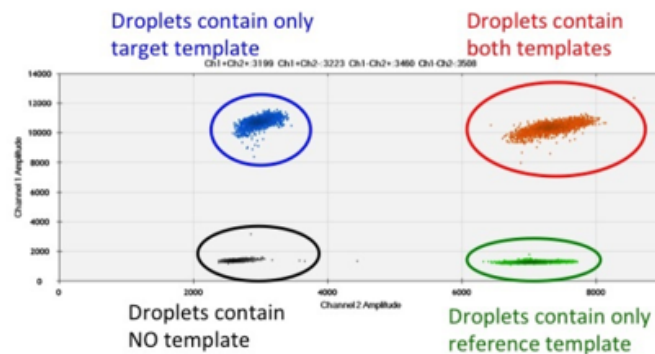 Droplets contain only
target template
Droplets contain
both templates
Ch1+Ch2+:3199 Ch1+Ch2-:3223 Ch1-Ch2+:3460 Ch1-Ch2-:3508
14000
12000
10000
8000
6000
4000
2000
0
Channel 1 Amplitude
0
2000
4000
6000
8000
Channel 2 Amplitude
Droplets contain
NO template
Droplets contain only
reference template